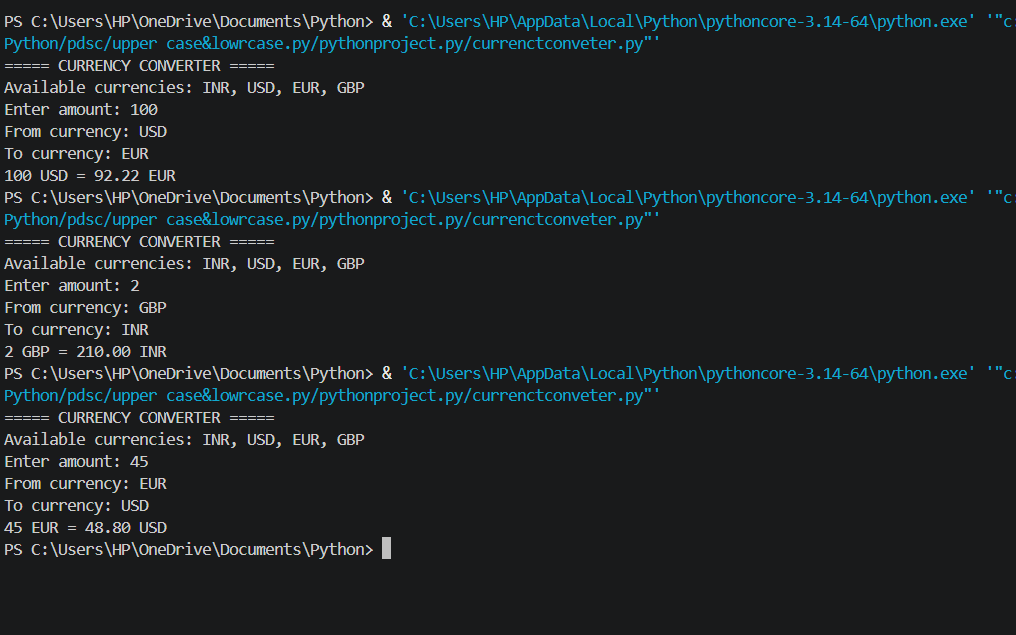 PS C:\Users\HP\OneDrive\Documents\Python> & 'C:\Users\HP\AppData\Local\Python\pythoncore-3.14-64\python.exe' '"c:
Python/pdsc/upper case&lowrcase.py/pythonproject.py/currenctconveter.py"'
===== CURRENCY CONVERTER =====
Available currencies: INR, USD, EUR, GBP
Enter amount: 100
From currency: USD
To currency: EUR
100 USD = 92.22 EUR
PS C:\Users\HP\OneDrive\Documents\Python> & 'C:\Users\HP\AppData\Local\Python\pythoncore-3.14-64\python.exe' '"c:
Python/pdsc/upper case&lowrcase.py/pythonproject.py/currenctconveter.py"'
===== CURRENCY CONVERTER =====
Available currencies: INR, USD, EUR, GBP
Enter amount: 2
From currency: GBP
To currency: INR
2 GBP = 210.00 INR
PS C:\Users\HP\OneDrive\Documents\Python> & 'C:\Users\HP\AppData\Local\Python\pythoncore-3.14-64\python.exe' '"c:
Python/pdsc/upper case&lowrcase.py/pythonproject.py/currenctconveter.py"'
===== CURRENCY CONVERTER =====
Available currencies: INR, USD, EUR, GBP
Enter amount: 45
From currency: EUR
To currency: USD
45 EUR = 48.80 USD
PS C:\Users\HP\OneDrive\Documents\Python>